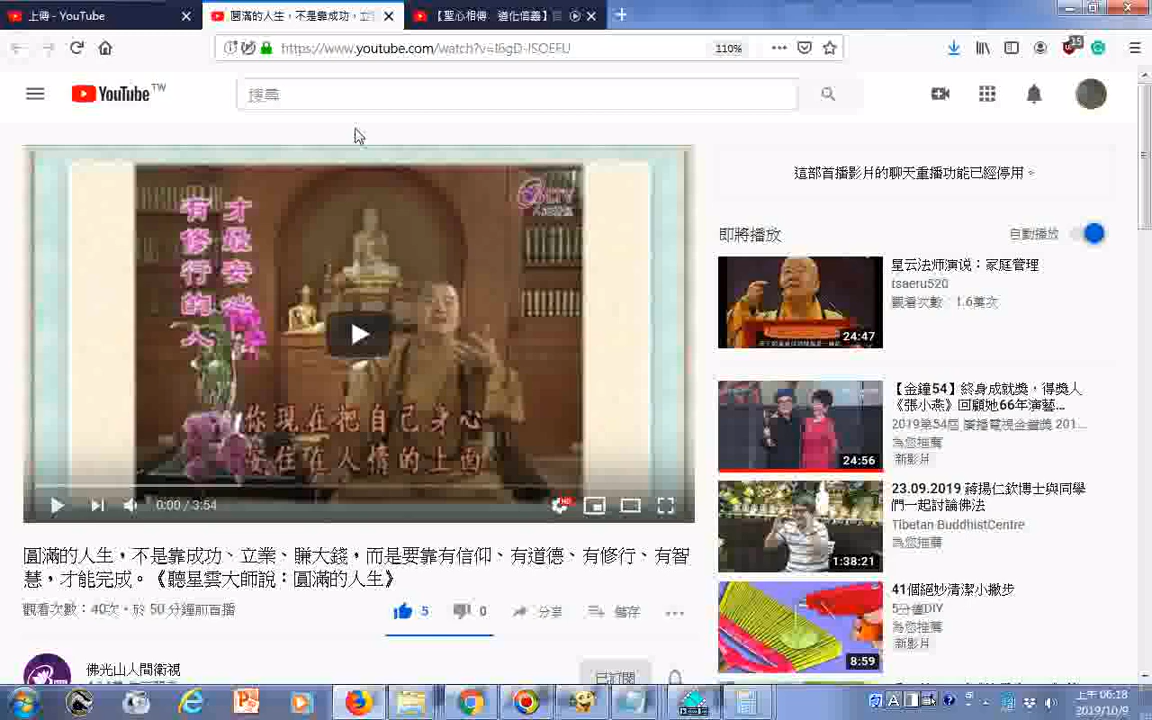 上傳 - YouTube
圓滿的人生，不是靠成功、立
【聖心相傳 道化信義】
110%
YouTube TW
搜尋
有修行的人
才最安
你現在把自己身心
安住在人情的上面
0:00 / 3:54
HD
圓滿的人生，不是靠成功、立業、賺大錢，而是要靠有信仰、有道德、有修行、有智
慧，才能完成。《聽星雲大師說：圓滿的人生》
觀看次數：40次 • 於 50 分鐘前首播
5
0
分享
儲存
佛光山人間衛視
已訂閱
這部首播影片的聊天重播功能已經停用。
即將播放
自動播放
星云法师演说：家庭管理
tsaeru520
觀看次數：1.6萬次
24:47
【金鐘54】終身成就獎，得獎人
《張小燕》回顧她66年演藝...
2019第54屆 廣播電視金鐘獎 201...
為您推薦
新影片
24:56
23.09.2019 蔣揚仁欽博士與同學
們一起討論佛法
Tibetan BuddhistCentre
為您推薦
1:38:21
41個絕妙清潔小撇步
5分鐘DIY
為您推薦
新影片
8:59
上午 06:18
2019/10/9